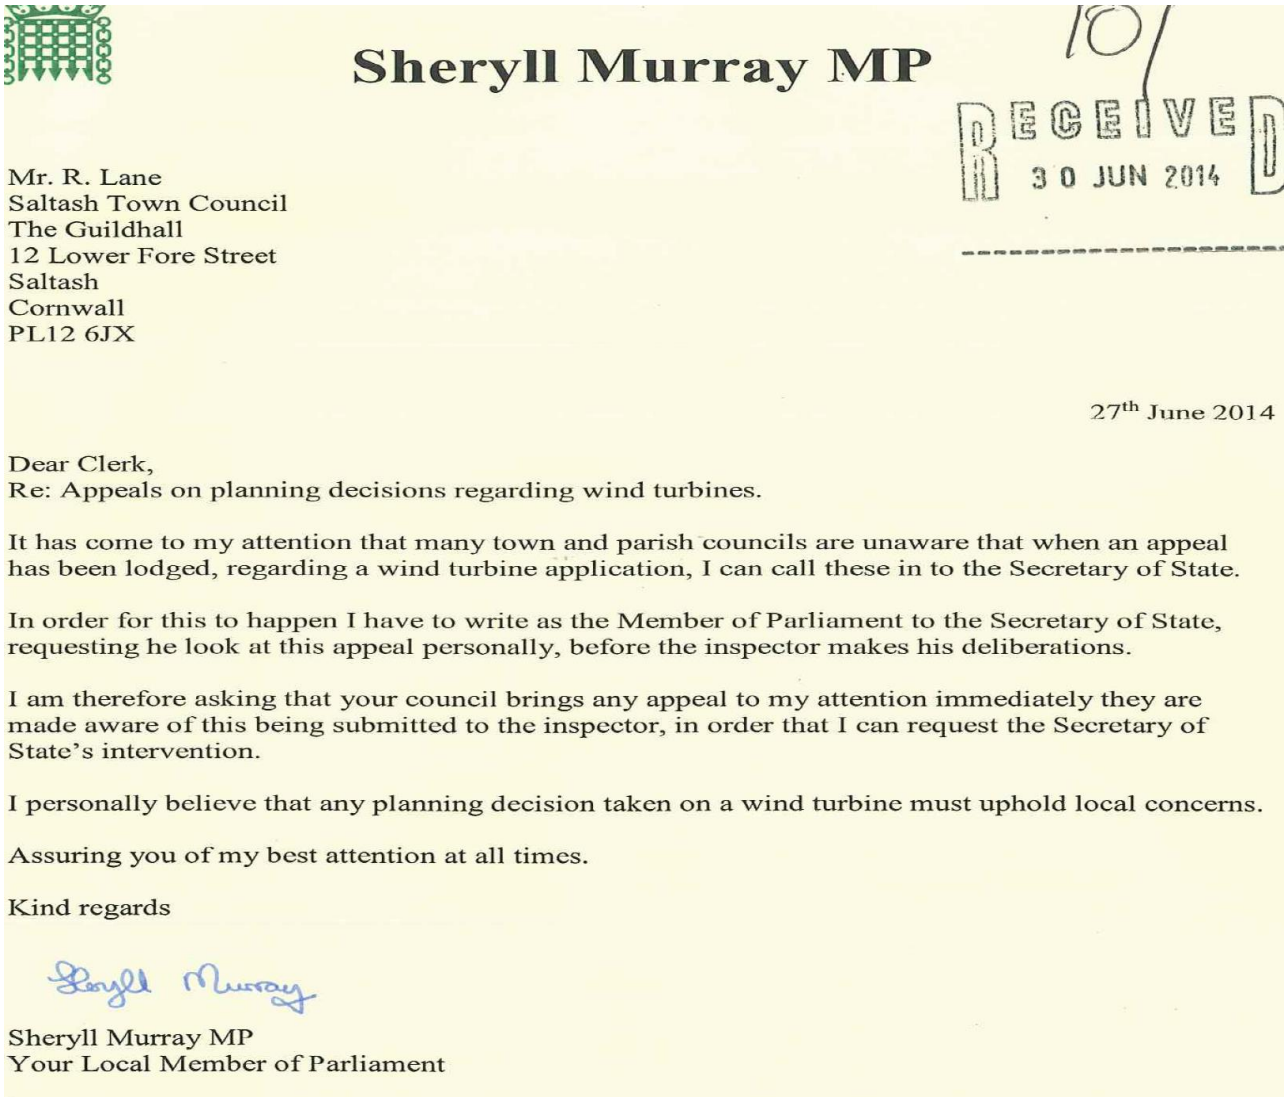 Sheryll Murray MP
RECEIVED
30 JUN 2014
Mr. R. Lane
Saltash Town Council
The Guildhall
12 Lower Fore Street
Saltash
Cornwall
PL12 6JX
27th June 2014
Dear Clerk,
Re: Appeals on planning decisions regarding wind turbines.
It has come to my attention that many town and parish councils are unaware that when an appeal
has been lodged, regarding a wind turbine application, I can call these in to the Secretary of State.
In order for this to happen I have to write as the Member of Parliament to the Secretary of State,
requesting he look at this appeal personally, before the inspector makes his deliberations.
I am therefore asking that your council brings any appeal to my attention immediately they are
made aware of this being submitted to the inspector, in order that I can request the Secretary of
State’s intervention.
I personally believe that any planning decision taken on a wind turbine must uphold local concerns.
Assuring you of my best attention at all times.
Kind regards
Sheryll Murray
Sheryll Murray MP
Your Local Member of Parliament